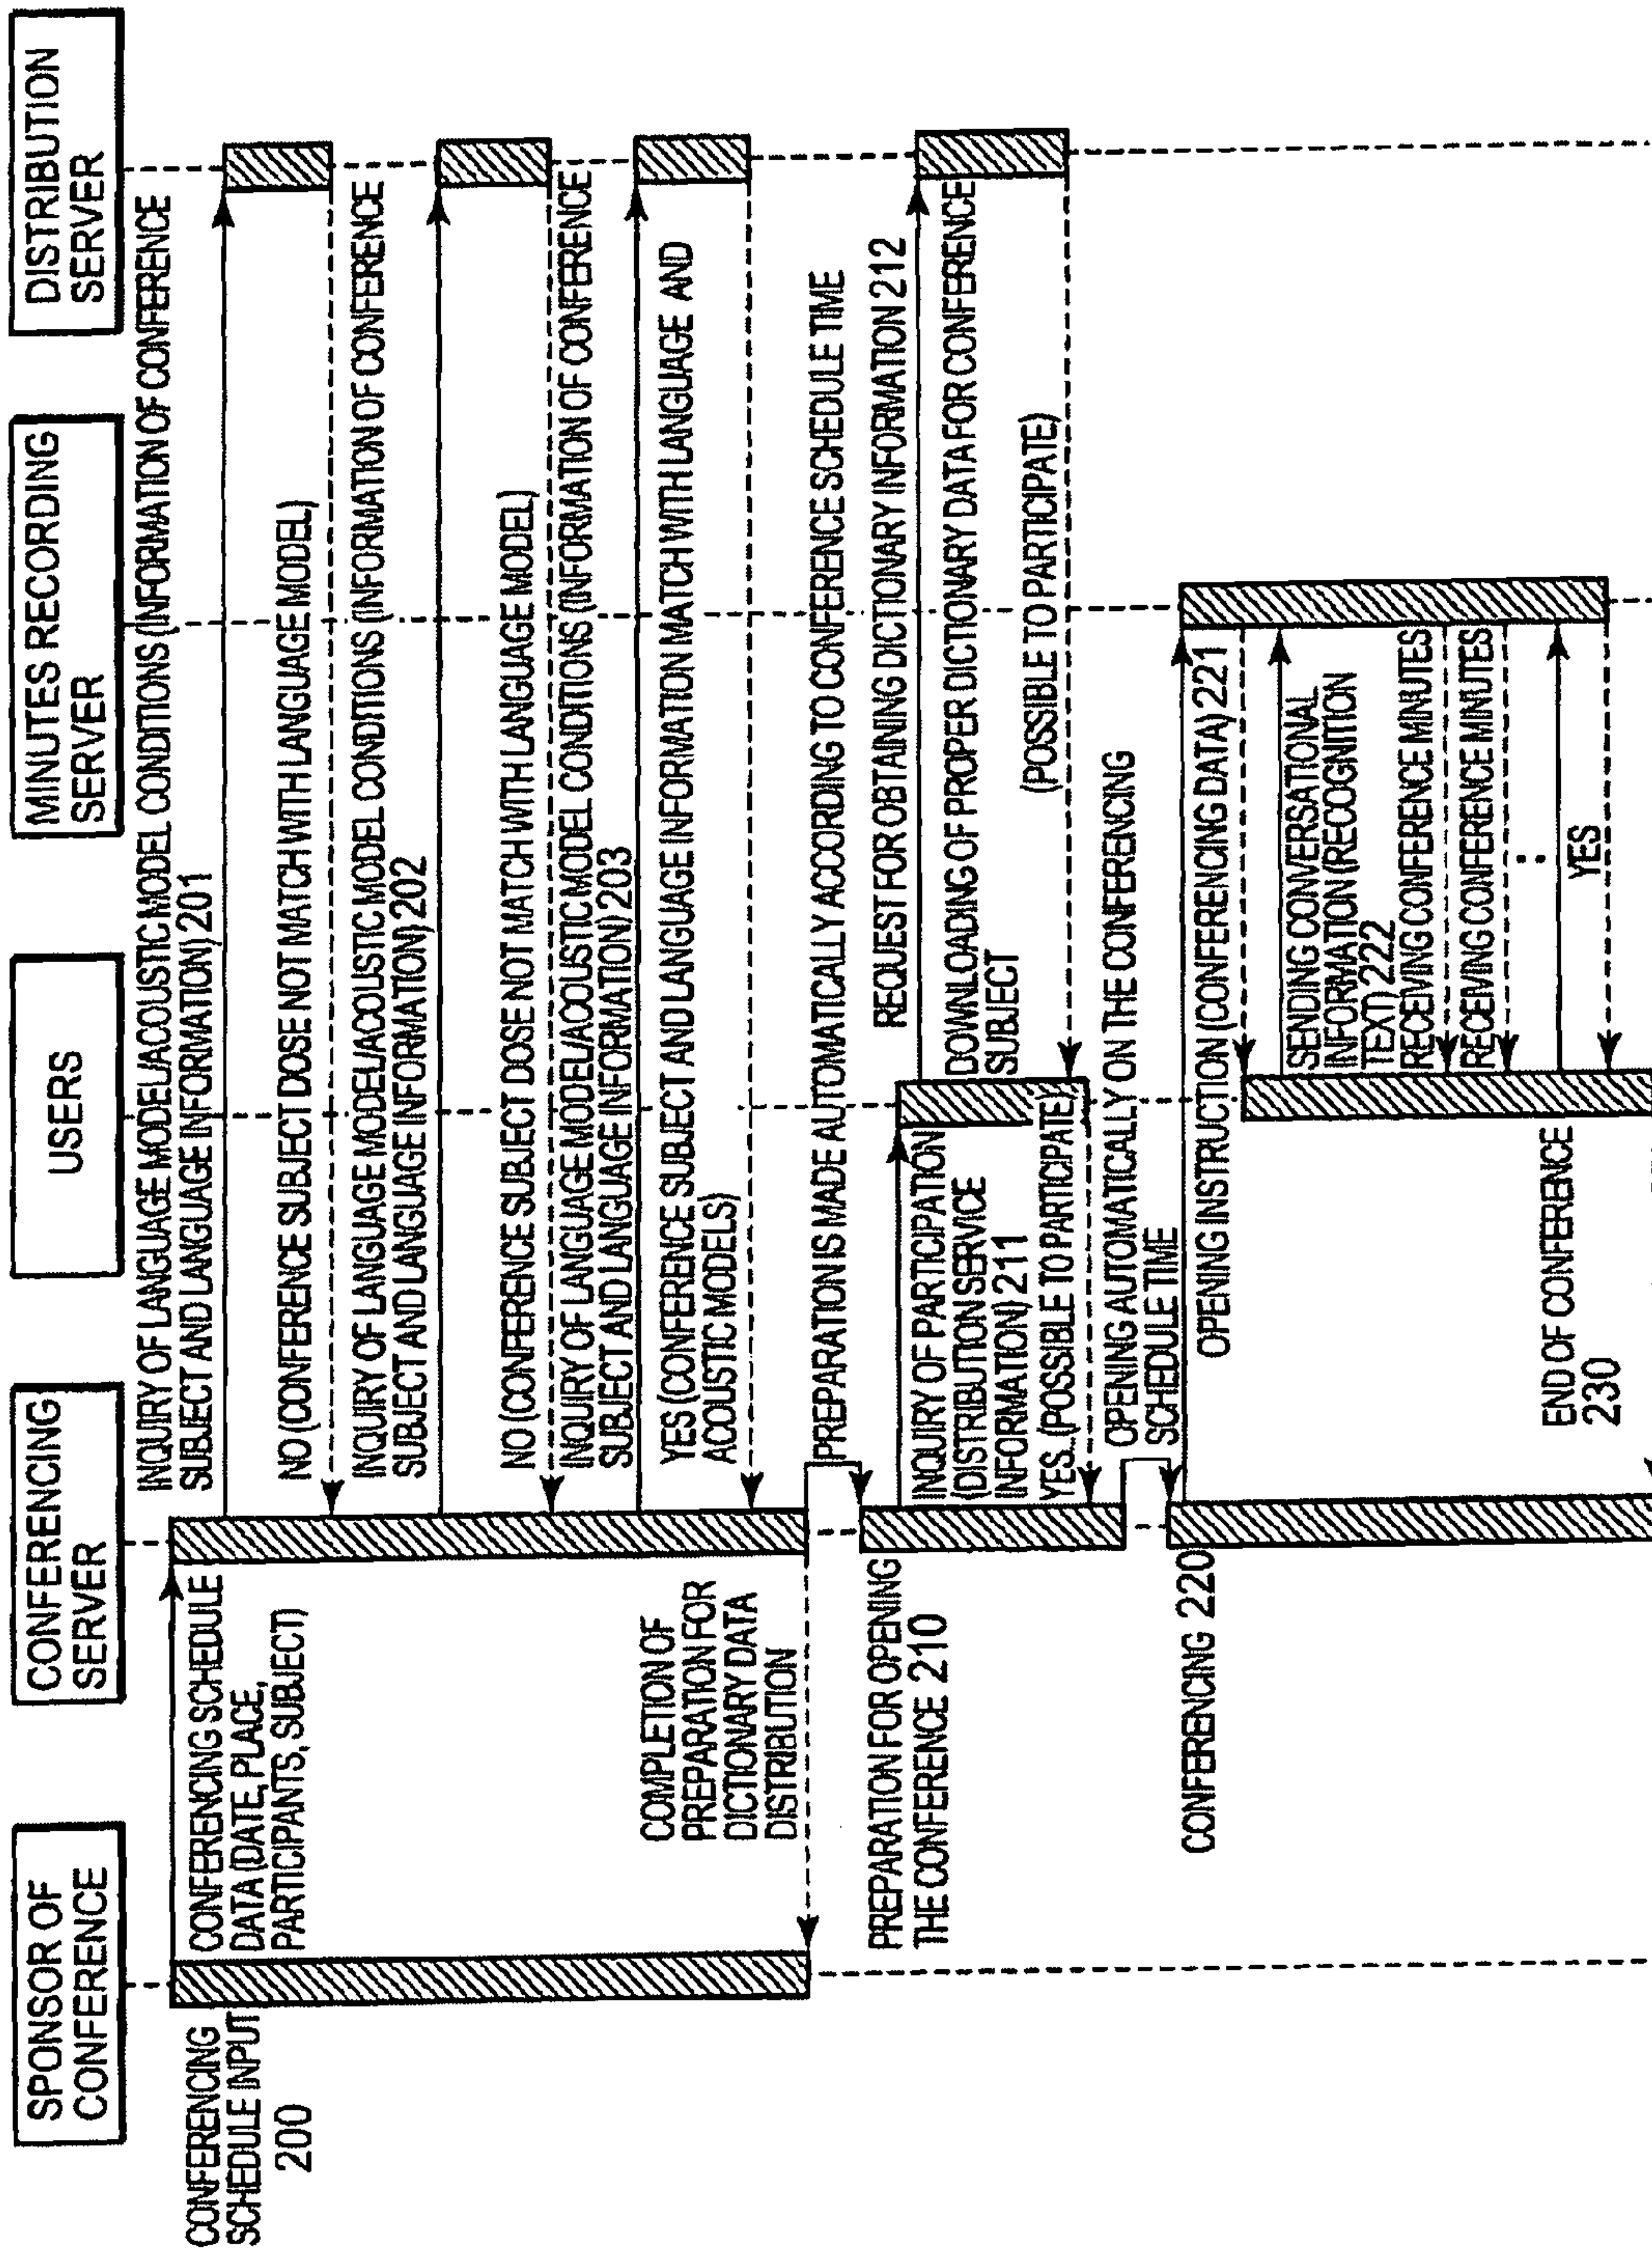 SPONSOR OF
CONFERENCE
CONFERENCING
SERVER
USERS
MINUTES RECORDING
SERVER
DISTRIBUTION
SERVER
CONFERENCING
SCHEDULE INPUT
200
CONFERENCING SCHEDULE
DATA (DATE, PLACE,
PARTICIPANTS, SUBJECT)
INQUIRY OF LANGUAGE MODEL/ACOUSTIC MODEL CONDITIONS (INFORMATION OF CONFERENCE
SUBJECT AND LANGUAGE INFORMATION) 201
NO (CONFERENCE SUBJECT DOSE NOT MATCH WITH LANGUAGE MODEL)
INQUIRY OF LANGUAGE MODEL/ACOUSTIC MODEL CONDITIONS (INFORMATION OF CONFERENCE
SUBJECT AND LANGUAGE INFORMATION) 202
NO (CONFERENCE SUBJECT DOSE NOT MATCH WITH LANGUAGE MODEL)
INQUIRY OF LANGUAGE MODEL/ACOUSTIC MODEL CONDITIONS (INFORMATION OF CONFERENCE
SUBJECT AND LANGUAGE INFORMATION) 203
YES (CONFERENCE SUBJECT AND LANGUAGE INFORMATION MATCH WITH LANGUAGE AND
ACOUSTIC MODELS)
COMPLETION OF
PREPARATION FOR
DICTIONARY DATA
DISTRIBUTION
PREPARATION IS MADE AUTOMATICALLY ACCORDING TO CONFERENCE SCHEDULE TIME
PREPARATION FOR OPENING
THE CONFERENCE 210
INQUIRY OF PARTICIPATION
(DISTRIBUTION SERVICE
INFORMATION) 211
REQUEST FOR OBTAINING DICTIONARY INFORMATION 212
DOWNLOADING OF PROPER DICTIONARY DATA FOR CONFERENCE
SUBJECT
(POSSIBLE TO PARTICIPATE)
YES (POSSIBLE TO PARTICIPATE)
OPENING AUTOMATICALLY ON THE CONFERENCING
SCHEDULE TIME
CONFERENCING 220
OPENING INSTRUCTION (CONFERENCING DATA) 221
SENDING CONVERSATIONAL
INFORMATION (RECOGNITION
TEXT) 222
RECEIVING CONFERENCE MINUTES
RECEIVING CONFERENCE MINUTES
:
YES
END OF CONFERENCE
230